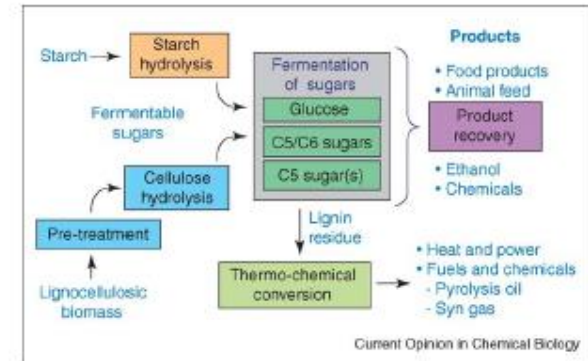 Starch
Starch
hydrolysis
Fermentable
sugars
Cellulose
hydrolysis
Pre-treatment
Lignocellulosic
biomass
Fermentation
of sugars
Glucose
C5/C6 sugars
C5 sugar(s)
Lignin
residue
Thermo-chemical
conversion
Products
• Food products
• Animal feed
Product
recovery
• Ethanol
• Chemicals
• Heat and power
• Fuels and chemicals
- Pyrolysis oil
- Syn gas
Current Opinion in Chemical Biology